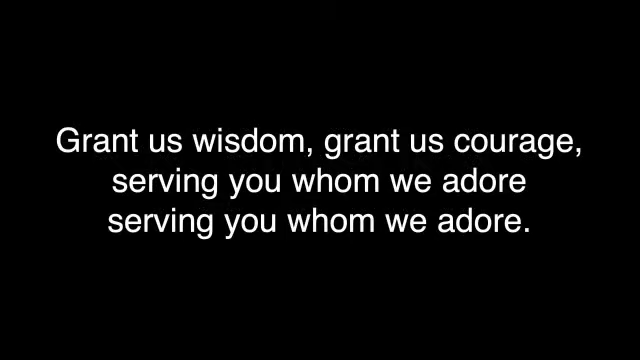 Grant us wisdom, grant us courage,
serving you whom we adore
serving you whom we adore.